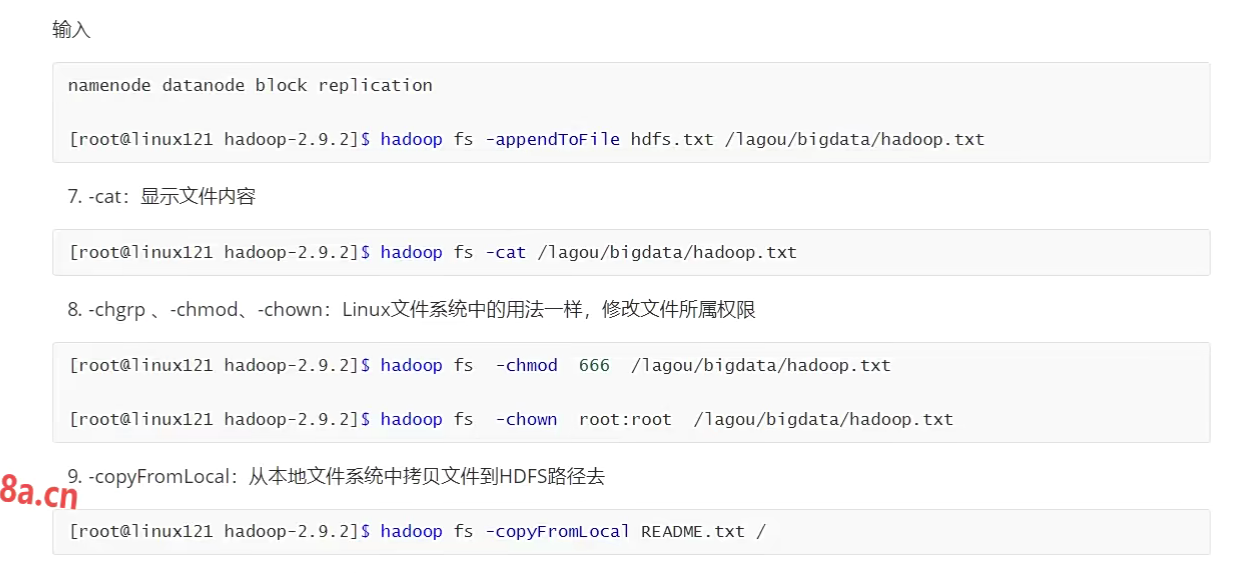 输入
namenode datanode block replication
[root@linux121 hadoop-2.9.2]$ hadoop fs -appendToFile hdfs.txt /lagou/bigdata/hadoop.txt
7. -cat：显示文件内容
[root@linux121 hadoop-2.9.2]$ hadoop fs -cat /lagou/bigdata/hadoop.txt
8. -chgrp 、-chmod、-chown：Linux文件系统中的用法一样，修改文件所属权限
[root@linux121 hadoop-2.9.2]$ hadoop fs  -chmod  666  /lagou/bigdata/hadoop.txt
[root@linux121 hadoop-2.9.2]$ hadoop fs  -chown  root:root  /lagou/bigdata/hadoop.txt
9. -copyFromLocal：从本地文件系统中拷贝文件到HDFS路径去
8a.cn
[root@linux121 hadoop-2.9.2]$ hadoop fs -copyFromLocal README.txt /